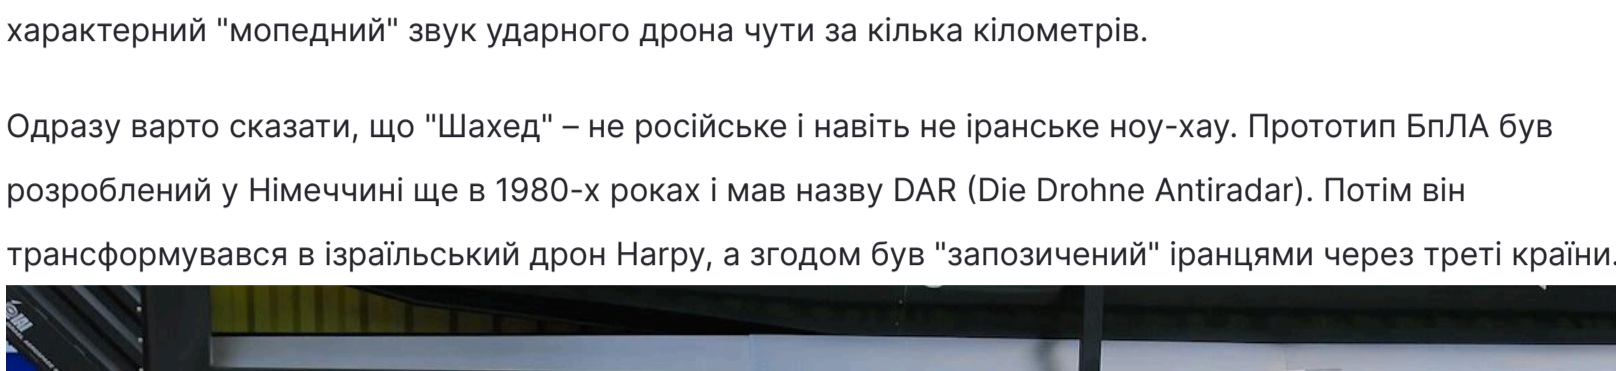 характерний "мопедний" звук ударного дрона чути за кілька кілометрів.
Одразу варто сказати, що "Шахед" – не російське і навіть не іранське ноу-хау. Прототип БпЛА був
розроблений у Німеччині ще в 1980-х роках і мав назву DAR (Die Drohne Antiradar). Потім він
трансформувався в ізраїльський дрон Harpy, а згодом був "запозичений" іранцями через треті країни.